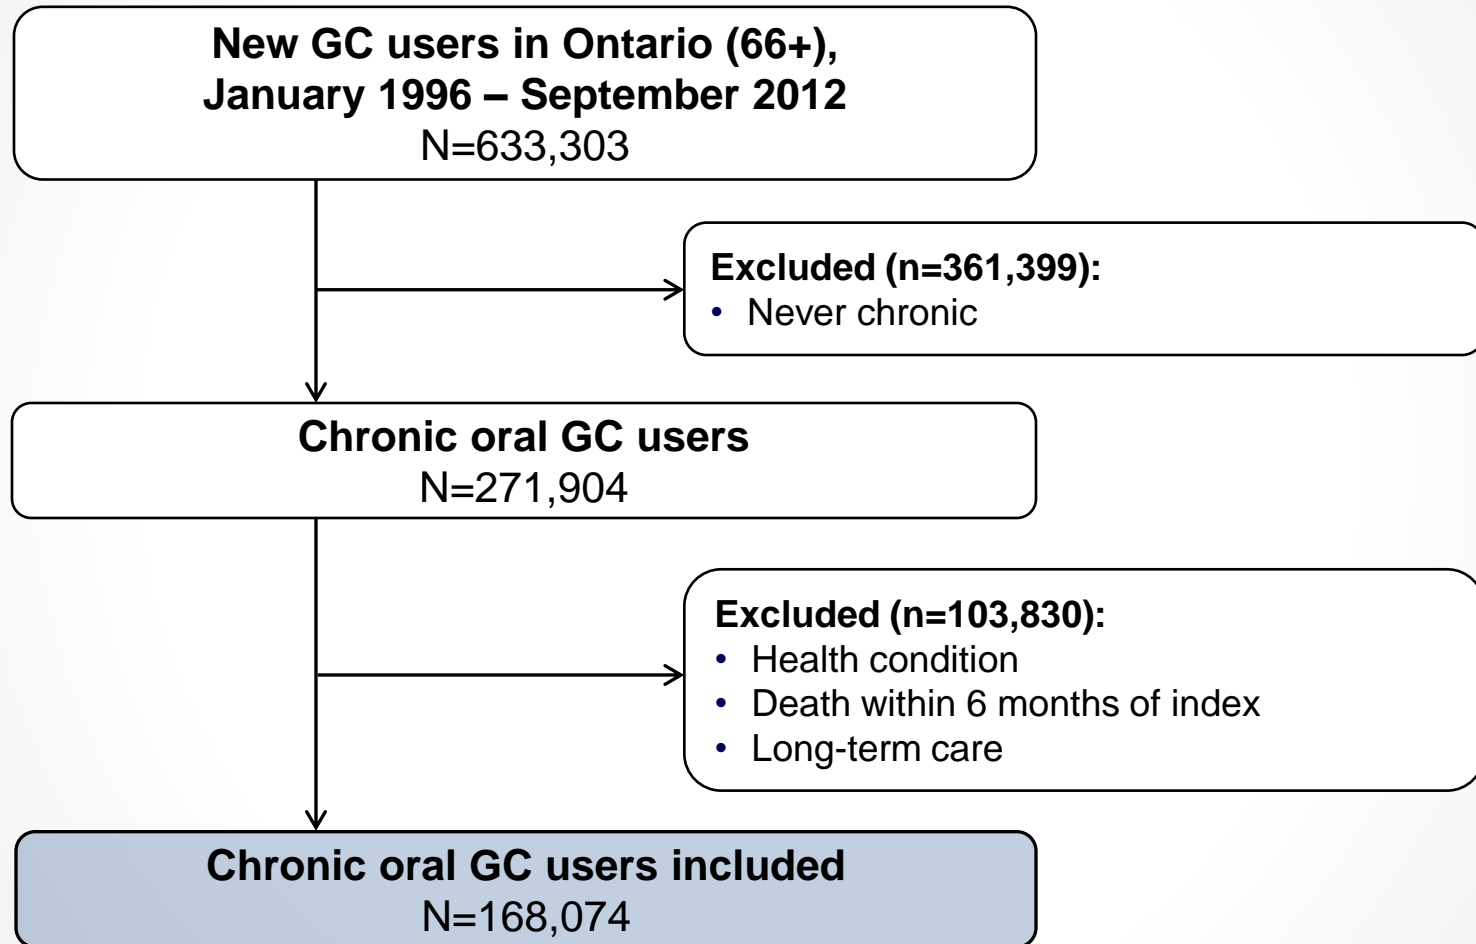 New GC users in Ontario (66+),
January 1996 – September 2012
N=633,303
Excluded (n=361,399):
• Never chronic
Chronic oral GC users
N=271,904
Excluded (n=103,830):
• Health condition
• Death within 6 months of index
• Long-term care
Chronic oral GC users included
N=168,074